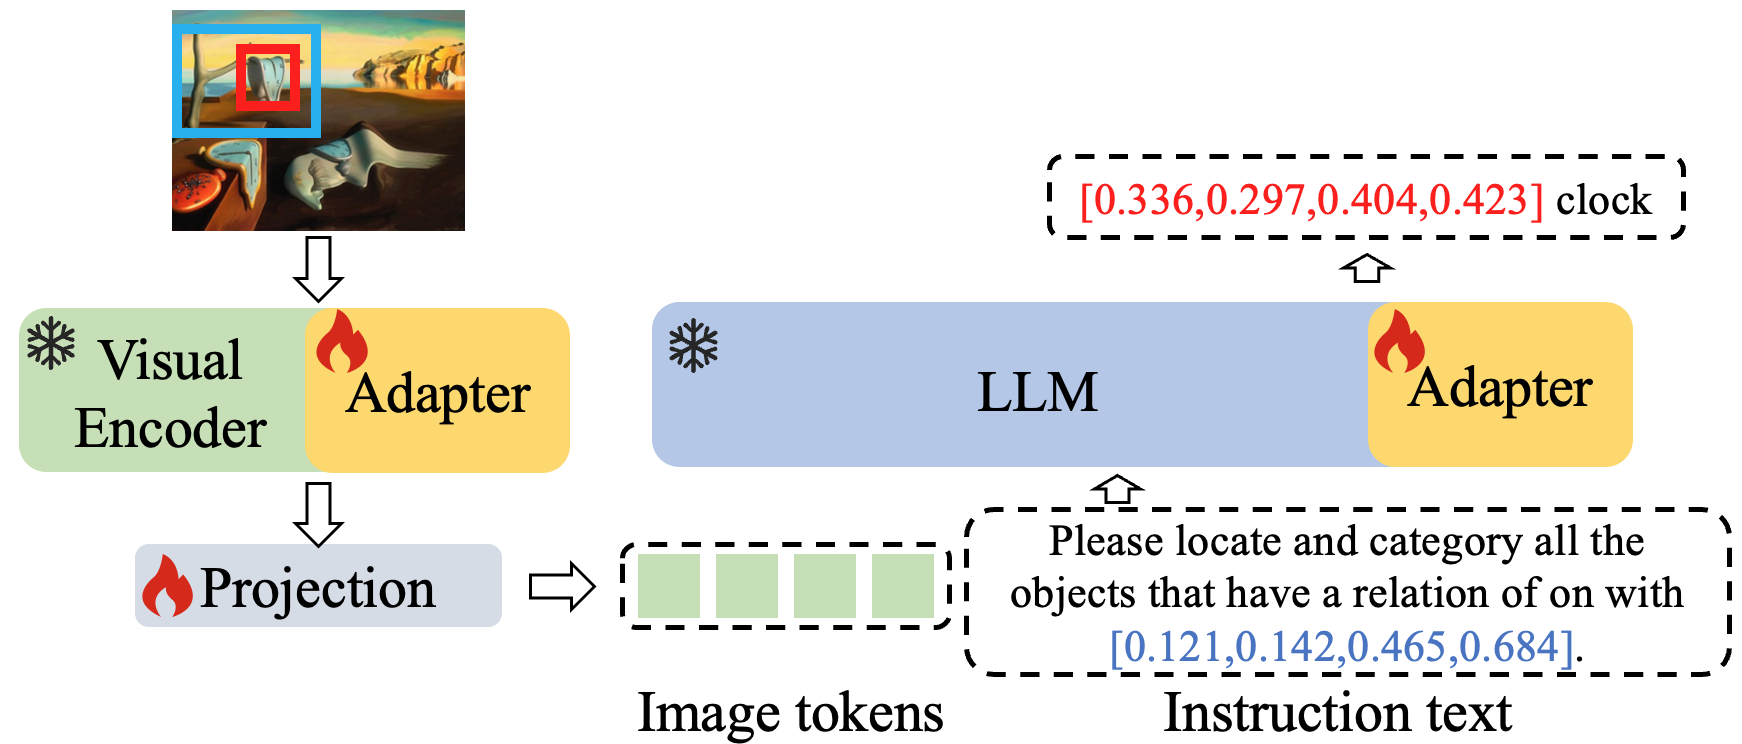 [0.336,0.297,0.404,0.423] clock
Visual
Encoder
Adapter
LLM
Adapter
Projection
Please locate and category all the
objects that have a relation of on with
[0.121,0.142,0.465,0.684].
Image tokens
Instruction text